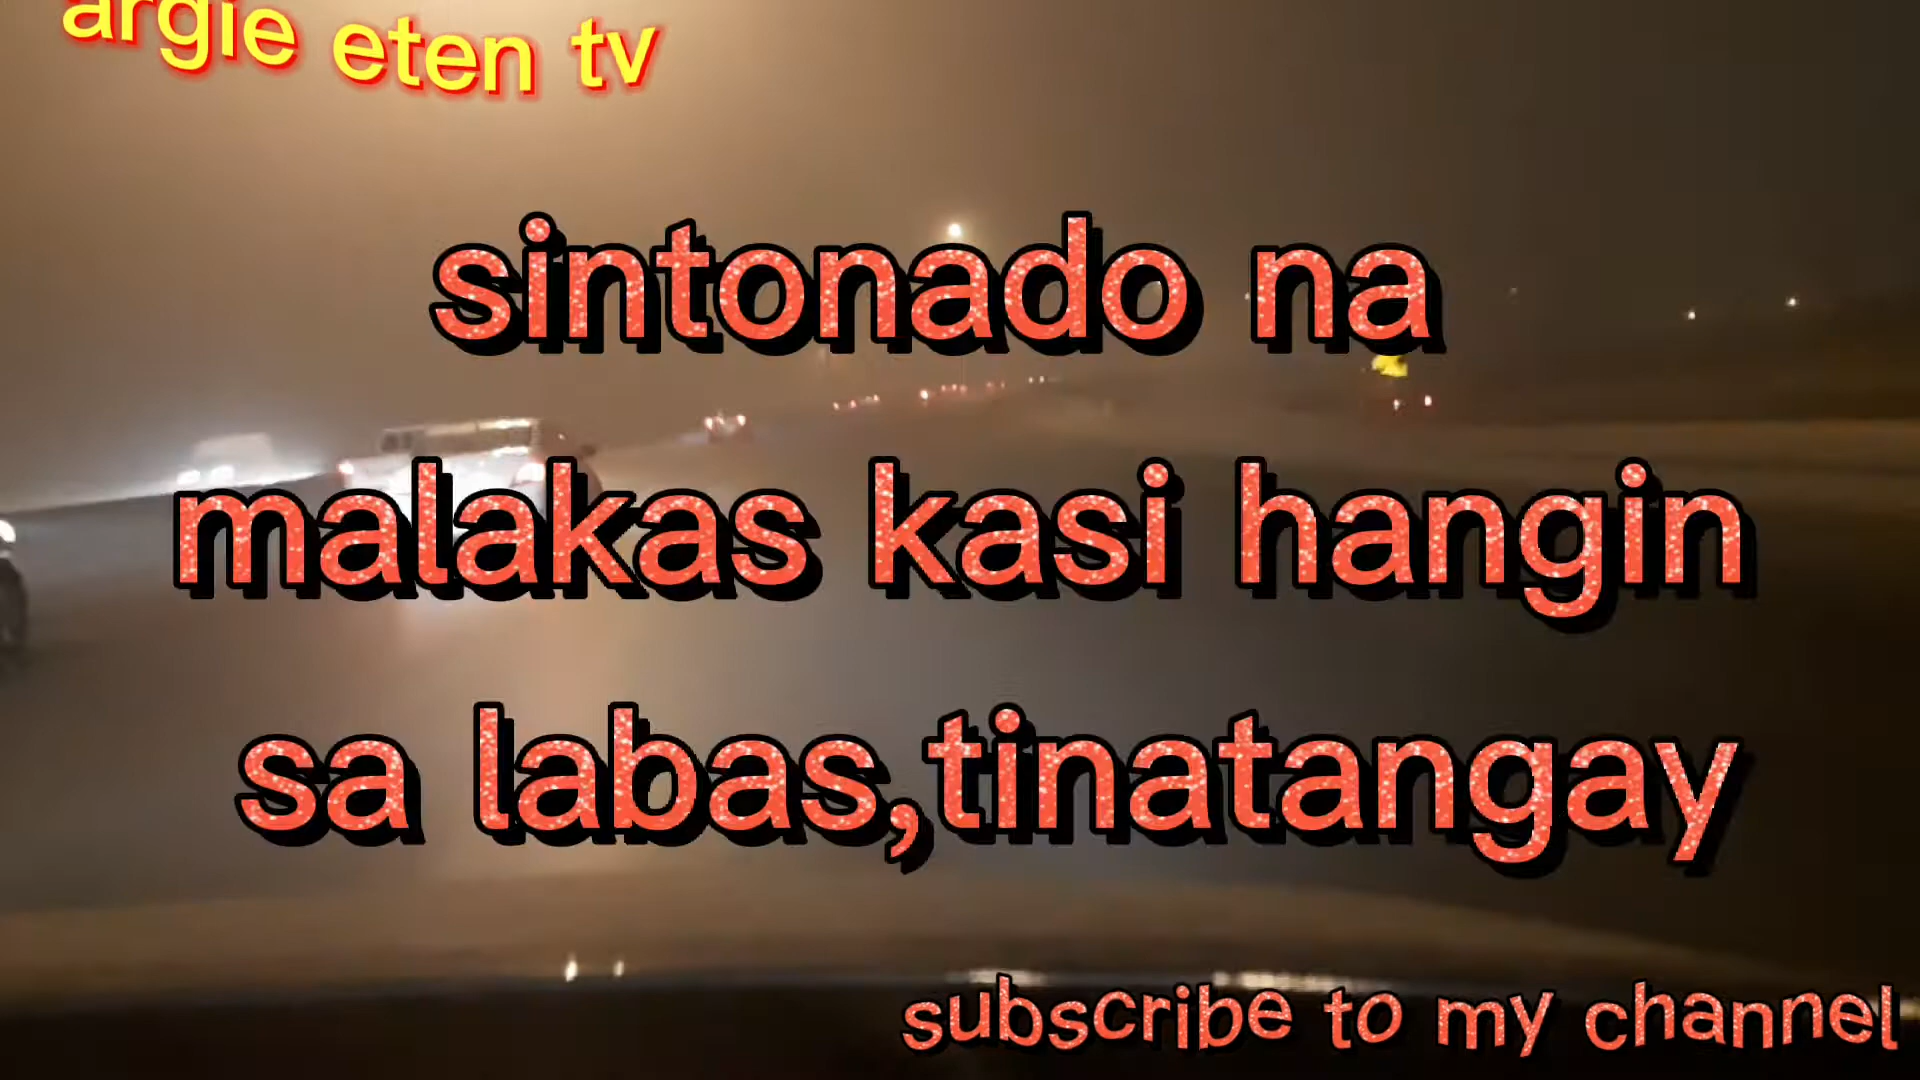 argie eten tv
sintonado na
malakas kasi hangin
sa labas,tinatangay
subscribe to my channel